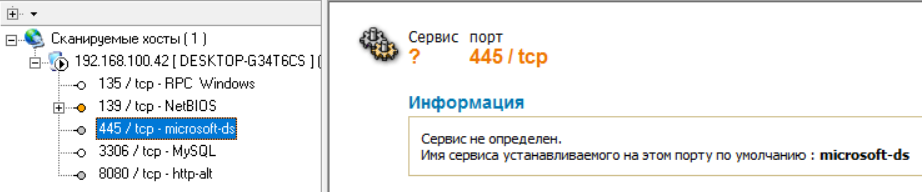 Сканируемые хосты ( 1 )
192.168.100.42 [ DESKTOP-G34T6CS ] (
135 / tcp - RPC Windows
139 / tcp - NetBIOS
445 / tcp - microsoft-ds
3306 / tcp - MySQL
8080 / tcp - http-alt
Сервис порт
? 445 / tcp
Информация
Сервис не определен.
Имя сервиса устанавливаемого на этом порту по умолчанию : microsoft-ds